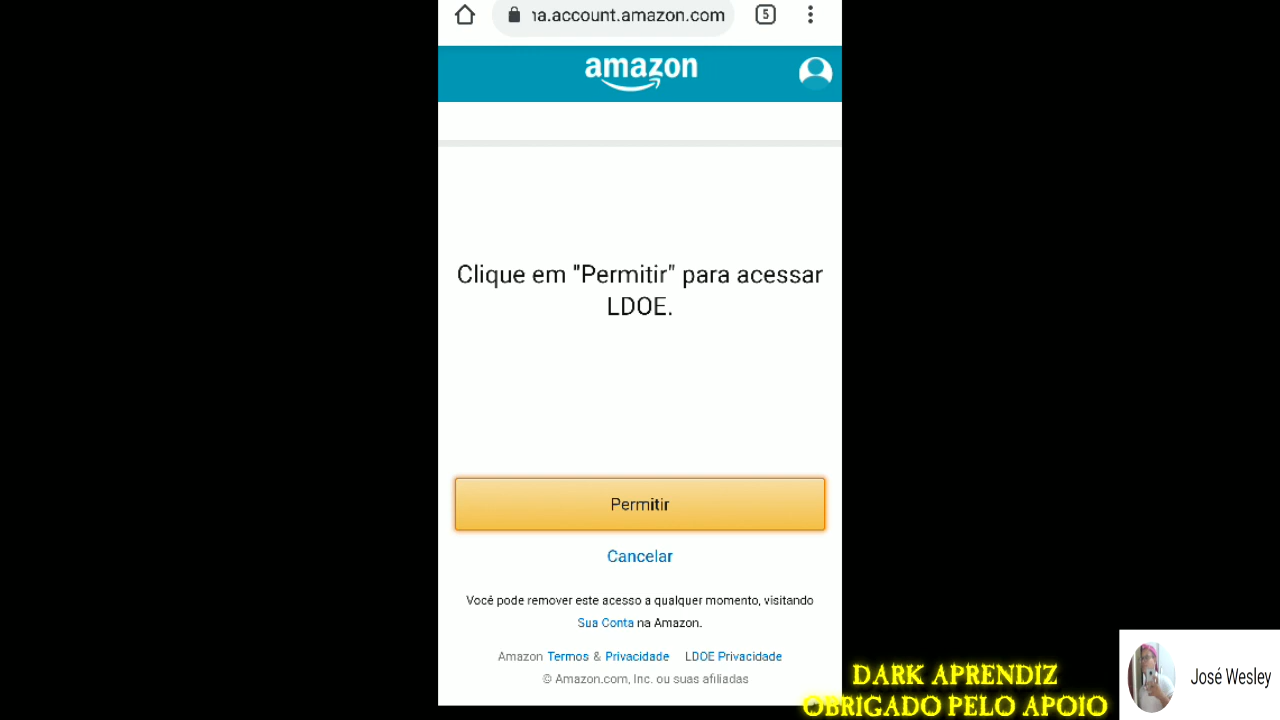 na.account.amazon.com
5
amazon
Clique em "Permitir" para acessar
LDOE.
Permitir
Cancelar
Você pode remover este acesso a qualquer momento, visitando
Sua Conta na Amazon.
Amazon Termos & Privacidade LDOE Privacidade
© Amazon.com, Inc. ou suas afiliadas
DARK APRENDIZ
OBRIGADO PELO APOIO
José Wesley